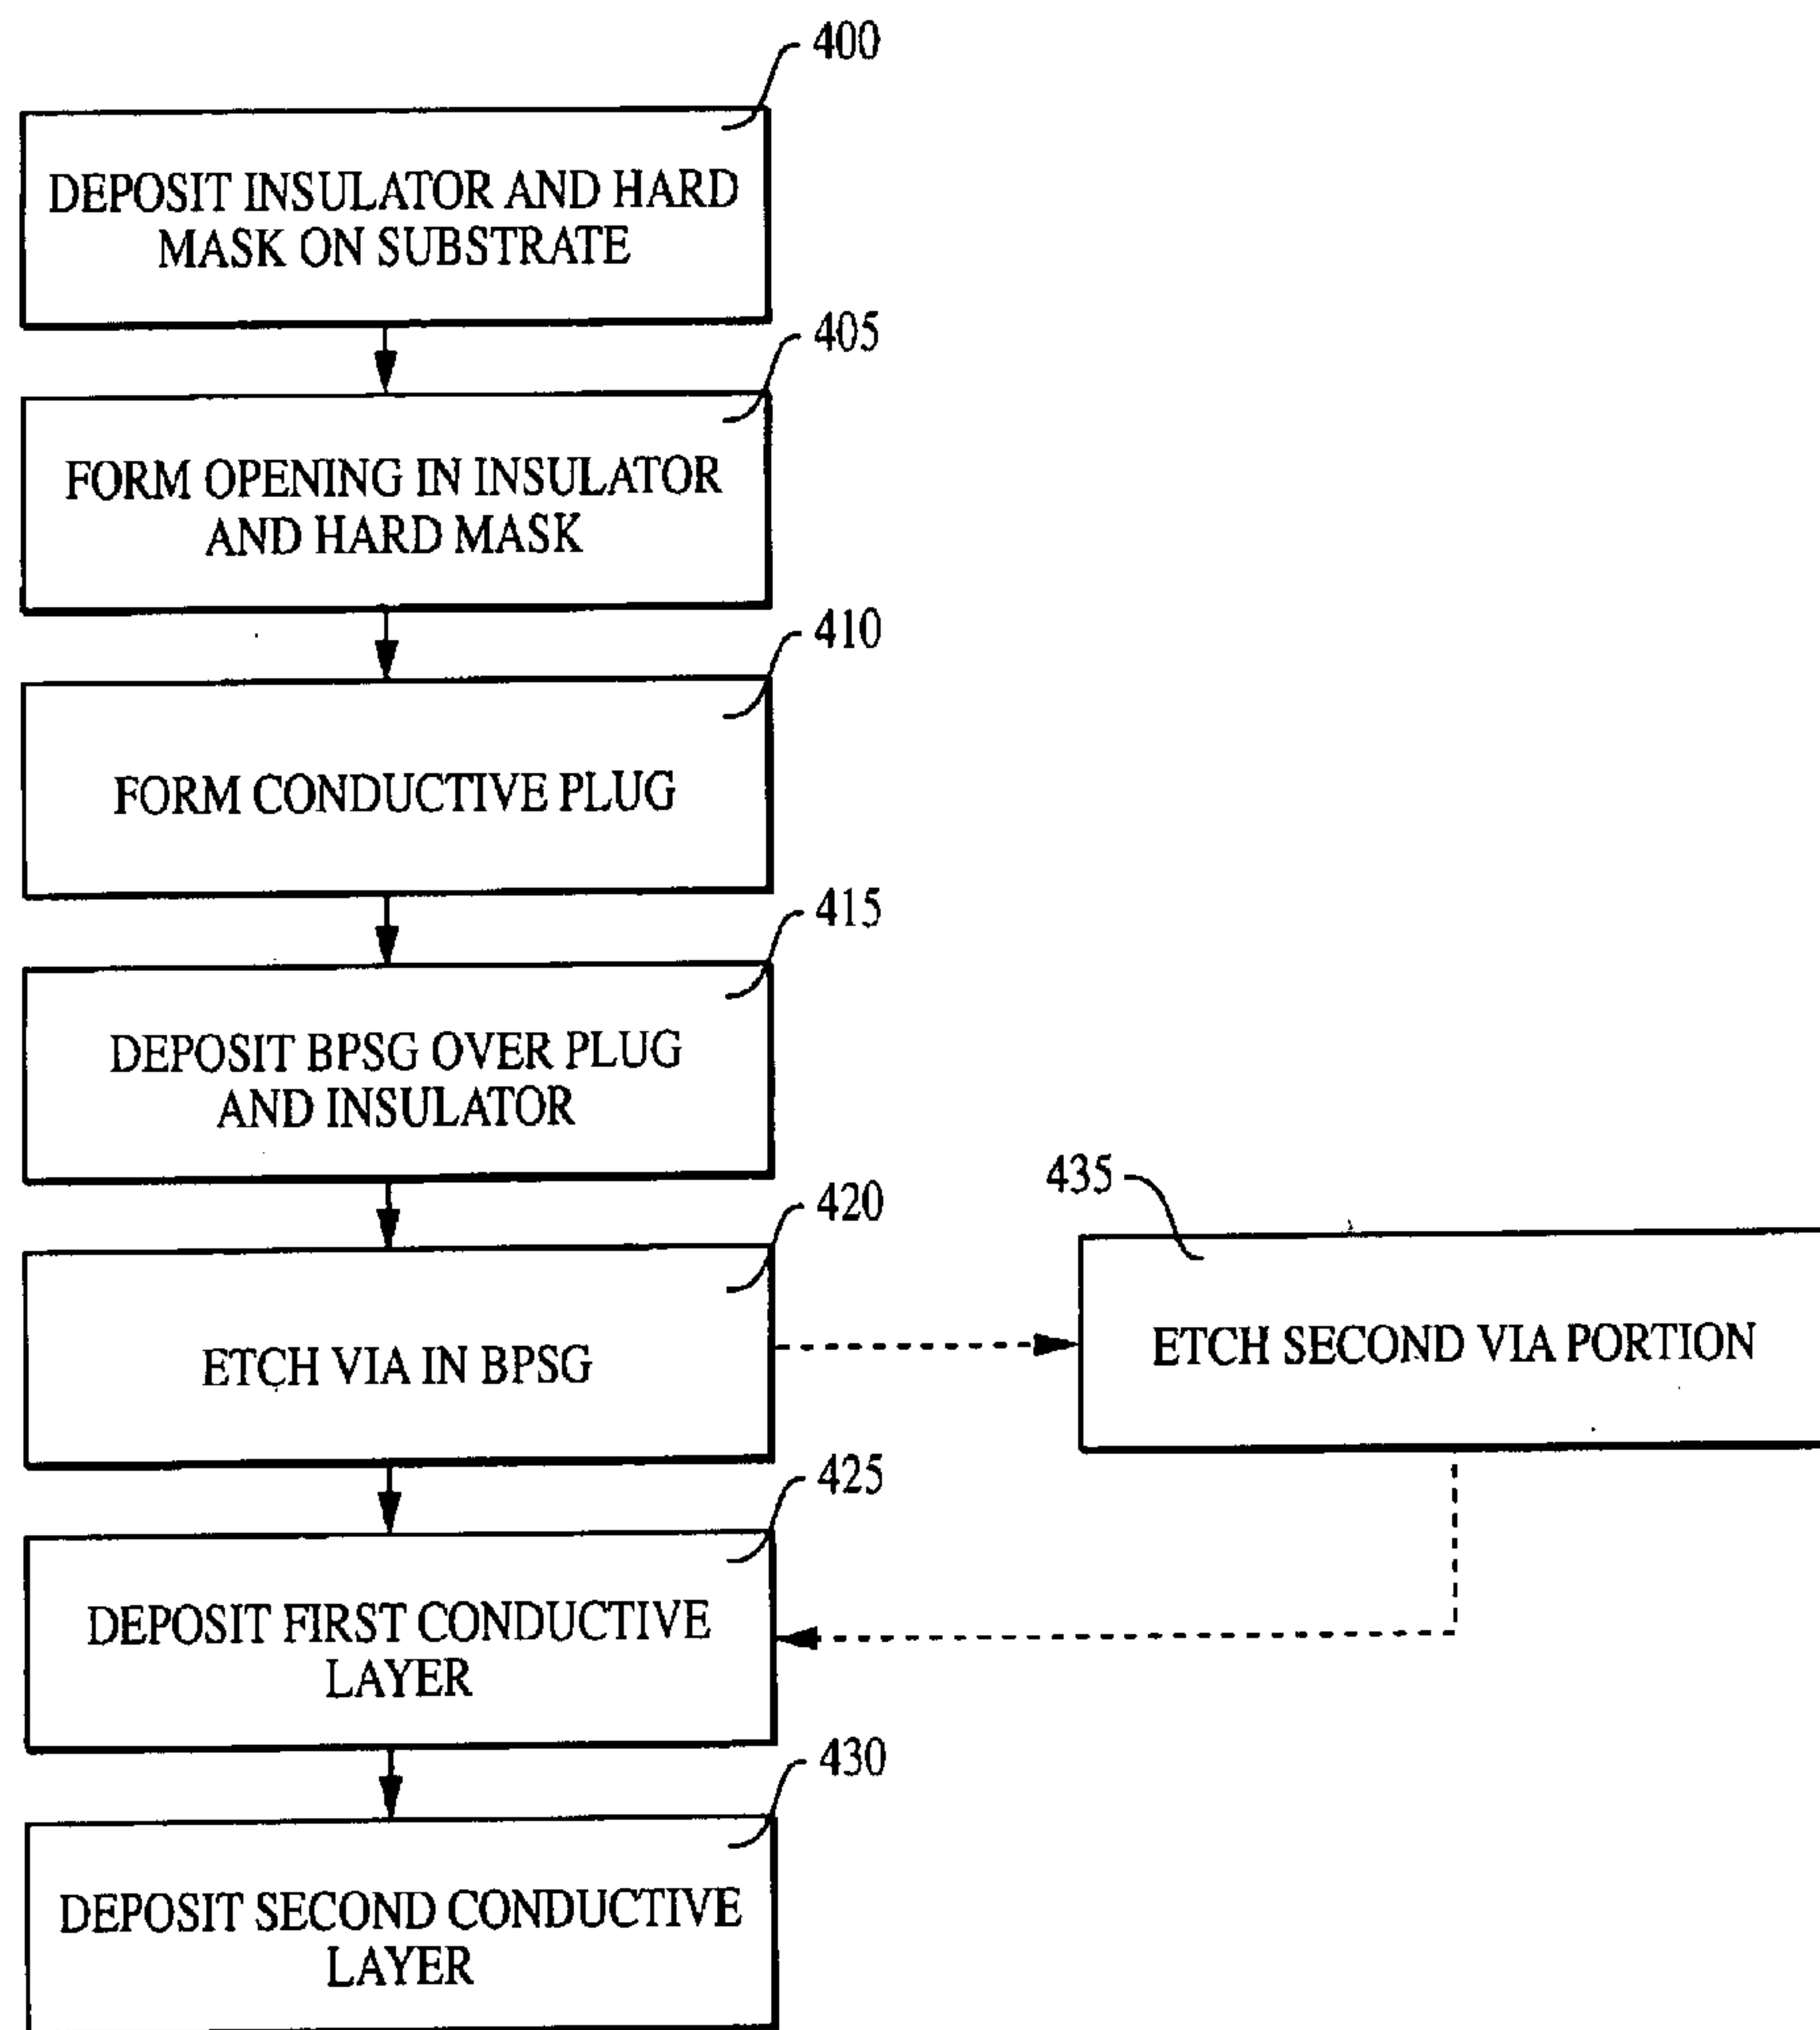 400
DEPOSIT INSULATOR AND HARD
MASK ON SUBSTRATE
405
FORM OPENING IN INSULATOR
AND HARD MASK
410
FORM CONDUCTIVE PLUG
415
DEPOSIT BPSG OVER PLUG
AND INSULATOR
420
ETCH VIA IN BPSG
435
ETCH SECOND VIA PORTION
425
DEPOSIT FIRST CONDUCTIVE
LAYER
430
DEPOSIT SECOND CONDUCTIVE
LAYER